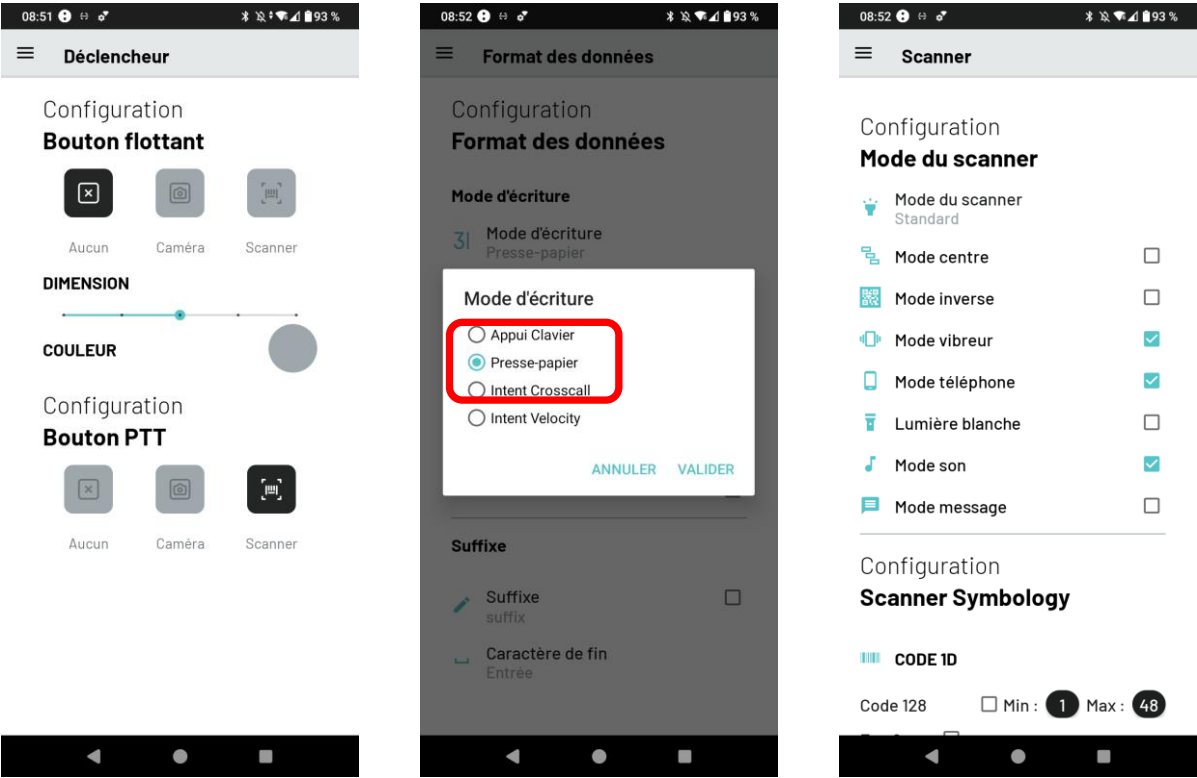 08:51 93 %
Déclencheur
Configuration
Bouton flottant
Aucun Caméra Scanner
DIMENSION
COULEUR
Configuration
Bouton PTT
Aucun Caméra Scanner
08:52 93 %
Format des données
Configuration
Format des données
Mode d'écriture
3| Mode d'écriture
Presse-papier
Mode d'écriture
Appui Clavier
Presse-papier
Intent Crosscall
Intent Velocity
ANNULER VALIDER
Suffixe
Suffixe
suffix
Caractère de fin
Entrée
08:52 93 %
Scanner
Configuration
Mode du scanner
Mode du scanner
Standard
Mode centre
Mode inverse
Mode vibreur
Mode téléphone
Lumière blanche
Mode son
Mode message
Configuration
Scanner Symbology
CODE 1D
Code 128 Min : 1 Max : 48